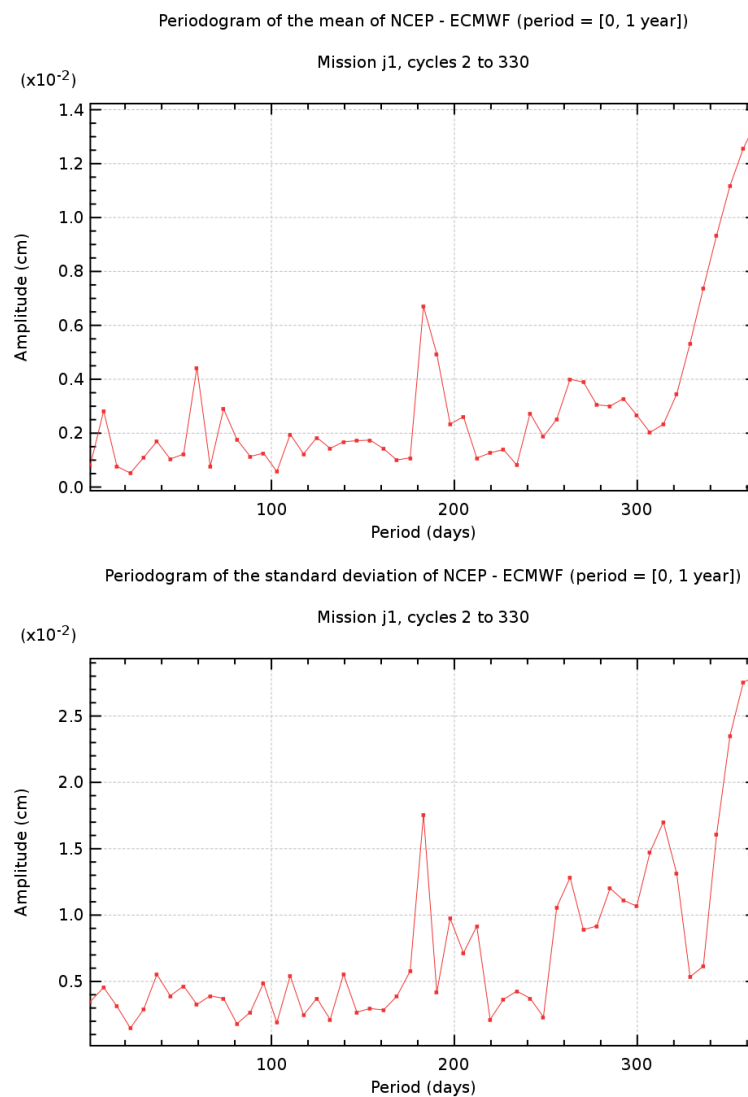 Periodogram of the mean of NCEP - ECMWF (period = [0, 1 year])
Mission j1, cycles 2 to 330
(x10-2)
1.4
1.2
1.0
0.8
0.6
0.4
0.2
0.0
Amplitude (cm)
100 200 300
Period (days)
Periodogram of the standard deviation of NCEP - ECMWF (period = [0, 1 year])
Mission j1, cycles 2 to 330
(x10-2)
2.5
2.0
1.5
1.0
0.5
Amplitude (cm)
100 200 300
Period (days)